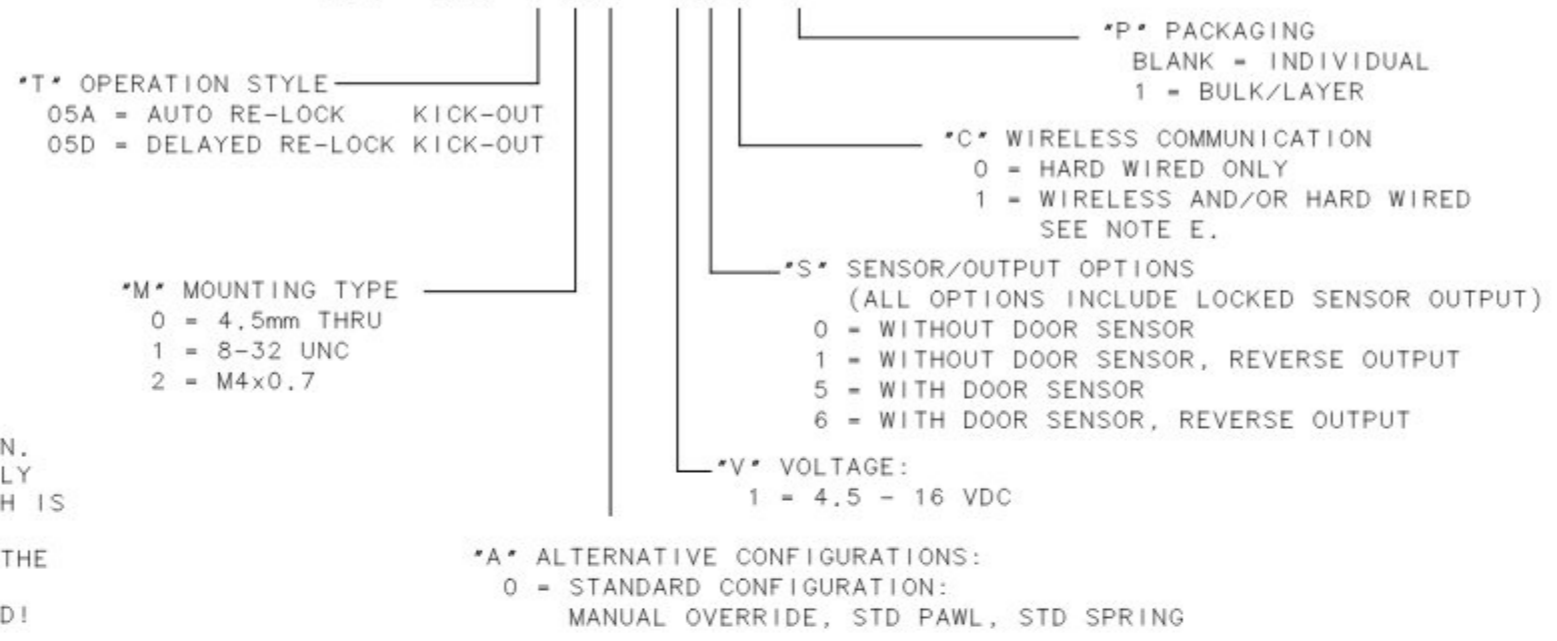 "P" PACKAGING
BLANK = INDIVIDUAL
1 = BULK/LAYER
"T" OPERATION STYLE
05A = AUTO RE-LOCK KICK-OUT
05D = DELAYED RE-LOCK KICK-OUT
"C" WIRELESS COMMUNICATION
0 = HARD WIRED ONLY
1 = WIRELESS AND/OR HARD WIRED
SEE NOTE E.
"S" SENSOR/OUTPUT OPTIONS
(ALL OPTIONS INCLUDE LOCKED SENSOR OUTPUT)
0 = WITHOUT DOOR SENSOR
1 = WITHOUT DOOR SENSOR, REVERSE OUTPUT
5 = WITH DOOR SENSOR
6 = WITH DOOR SENSOR, REVERSE OUTPUT
"M" MOUNTING TYPE
0 = 4.5mm THRU
1 = 8-32 UNC
2 = M4x0.7
N.
LY
H IS
THE
D!
"V" VOLTAGE:
1 = 4.5 - 16 VDC
"A" ALTERNATIVE CONFIGURATIONS:
0 = STANDARD CONFIGURATION:
MANUAL OVERRIDE, STD PAWL, STD SPRING